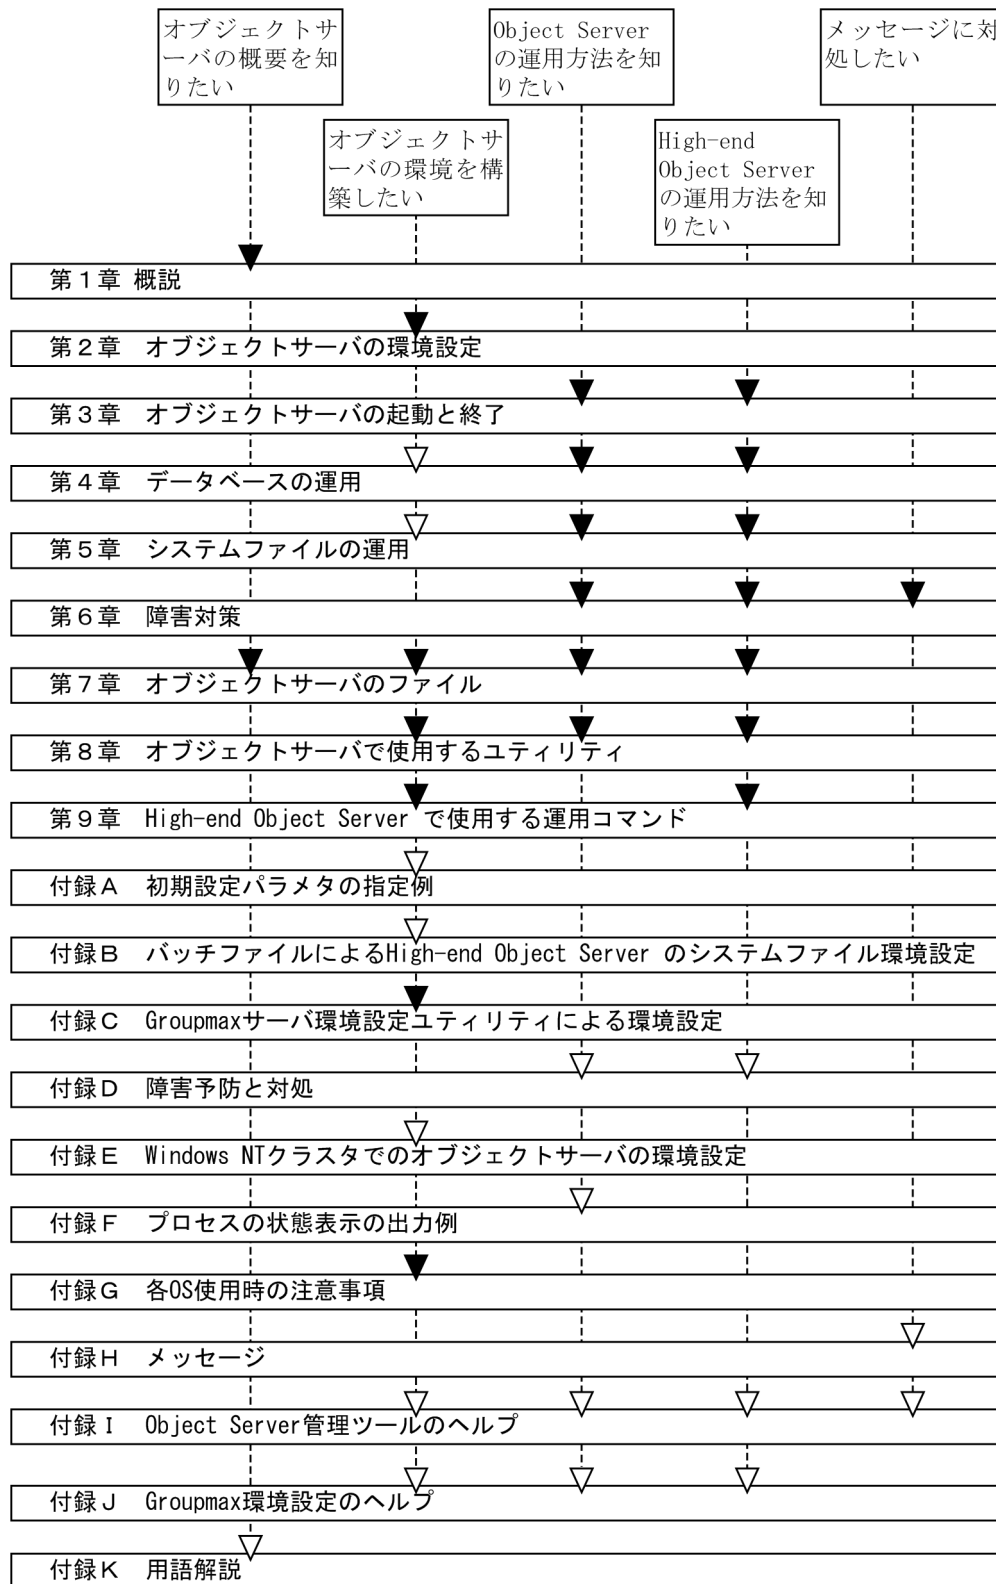 オブジェクトサ
ーバの概要を知
りたい
Object Server
の運用方法を知
りたい
メッセージに対
処したい
オブジェクトサ
ーバの環境を構
築したい
High-end
Object Server
の運用方法を知
りたい
第１章 概説
第２章　オブジェクトサーバの環境設定
第３章　オブジェクトサーバの起動と終了
第４章　データベースの運用
第５章　システムファイルの運用
第６章　障害対策
第７章　オブジェクトサーバのファイル
第８章　オブジェクトサーバで使用するユティリティ
第９章　High-end Object Server で使用する運用コマンド
付録Ａ　初期設定パラメタの指定例
付録Ｂ　バッチファイルによるHigh-end Object Server のシステムファイル環境設定
付録Ｃ　Groupmaxサーバ環境設定ユティリティによる環境設定
付録Ｄ　障害予防と対処
付録Ｅ　Windows NTクラスタでのオブジェクトサーバの環境設定
付録Ｆ　プロセスの状態表示の出力例
付録Ｇ　各OS使用時の注意事項
付録Ｈ　メッセージ
付録Ｉ　Object Server管理ツールのヘルプ
付録Ｊ　Groupmax環境設定のヘルプ
付録Ｋ　用語解説